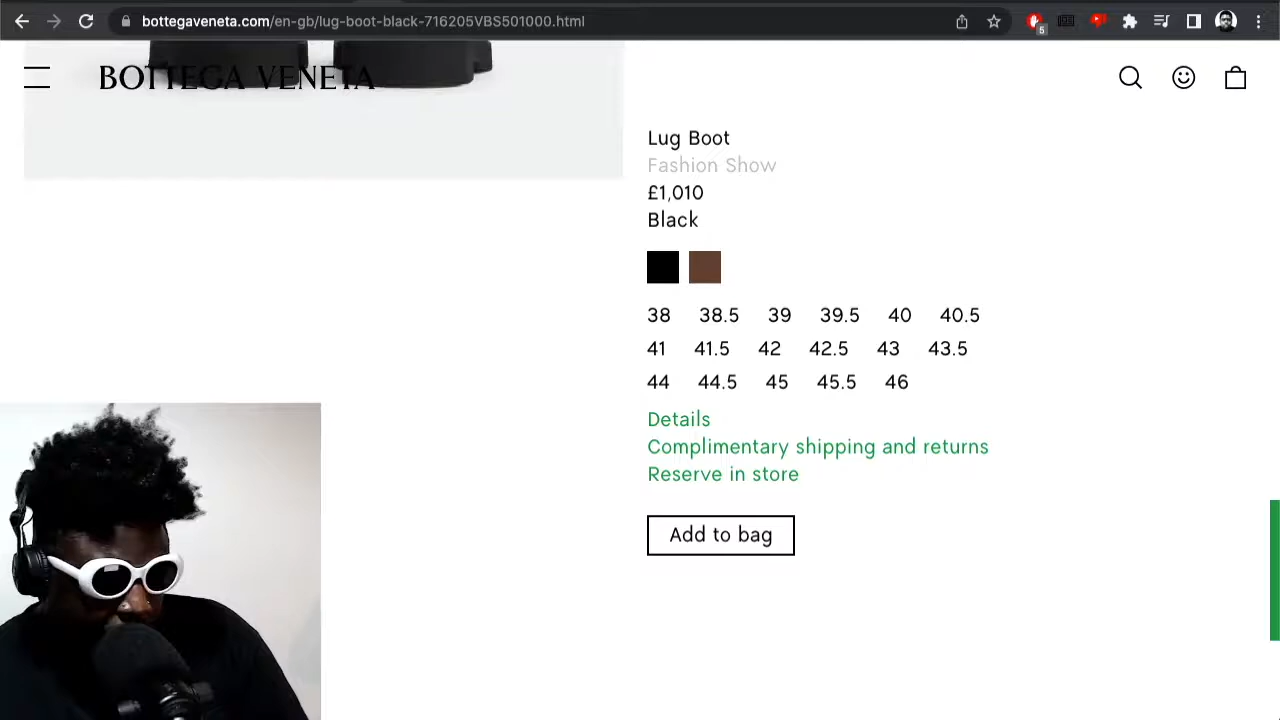 bottegaveneta.com/en-gb/lug-boot-black-716205VBS501000.html
5
BOTTEGA VENETA
Lug Boot
Fashion Show
£1,010
Black
38 38.5 39 39.5 40 40.5
41 41.5 42 42.5 43 43.5
44 44.5 45 45.5 46
Details
Complimentary shipping and returns
Reserve in store
Add to bag